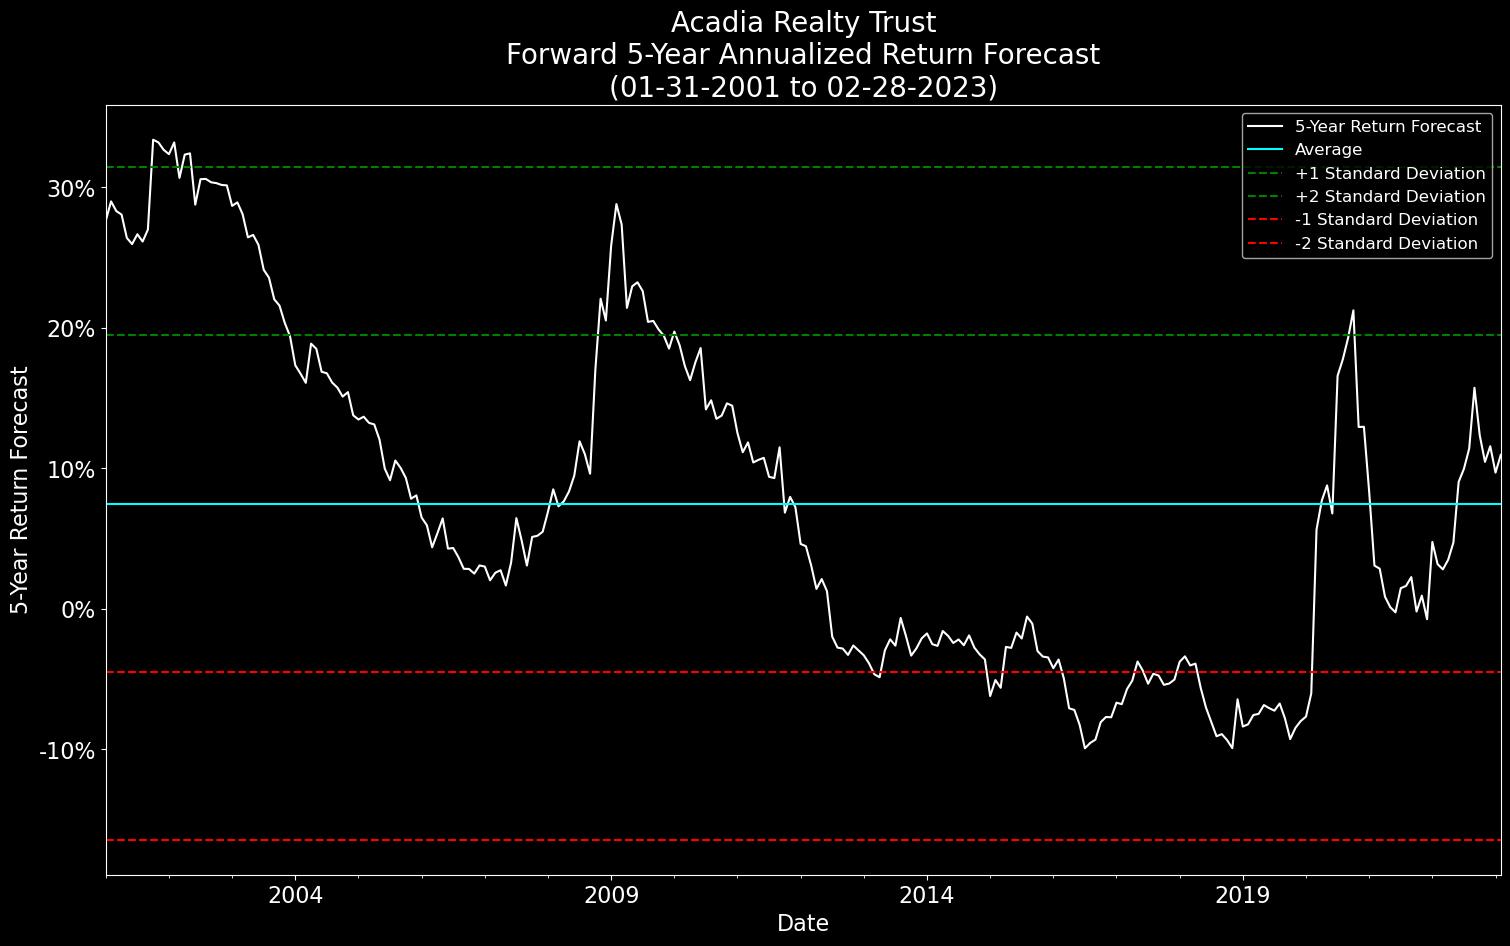 Acadia Realty Trust
Forward 5-Year Annualized Return Forecast
(01-31-2001 to 02-28-2023)
5-Year Return Forecast
Average
+1 Standard Deviation
+2 Standard Deviation
-1 Standard Deviation
-2 Standard Deviation
30%
20%
10%
0%
-10%
5-Year Return Forecast
2004
2009
2014
2019
Date